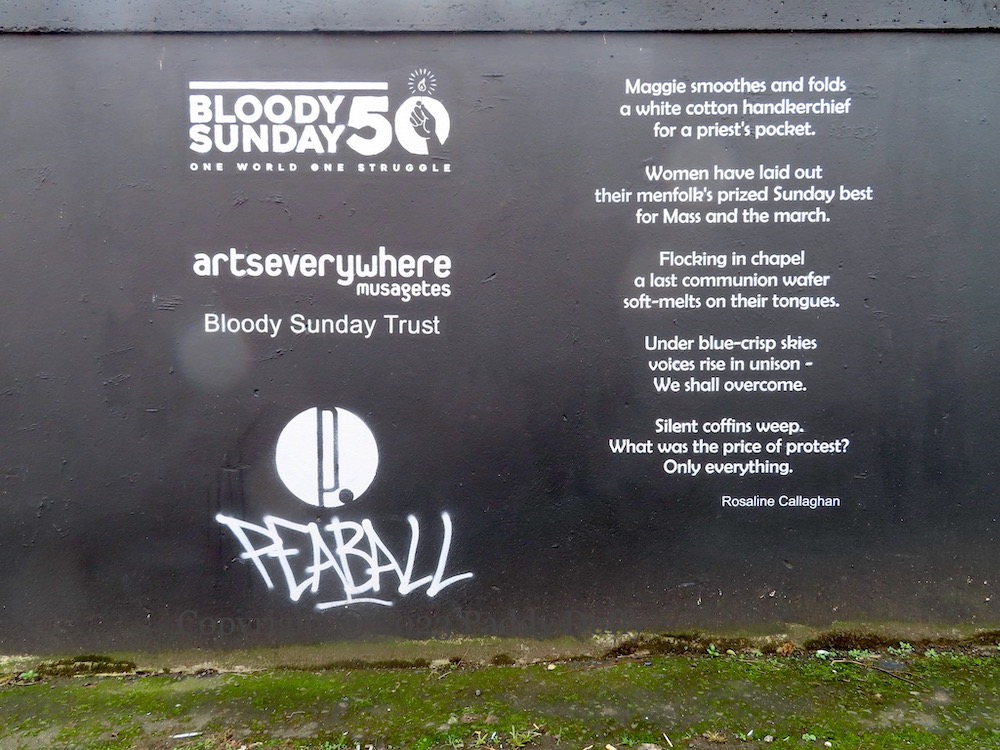 BLOODY
SUNDAY 50
ONE WORLD ONE STRUGGLE
artseverywhere
musagetes
Bloody Sunday Trust
PEABALL
Maggie smoothes and folds
a white cotton handkerchief
for a priest's pocket.
Women have laid out
their menfolk's prized Sunday best
for Mass and the march.
Flocking in chapel
a last communion wafer
soft-melts on their tongues.
Under blue-crisp skies
voices rise in unison -
We shall overcome.
Silent coffins weep.
What was the price of protest?
Only everything.
Rosaline Callaghan